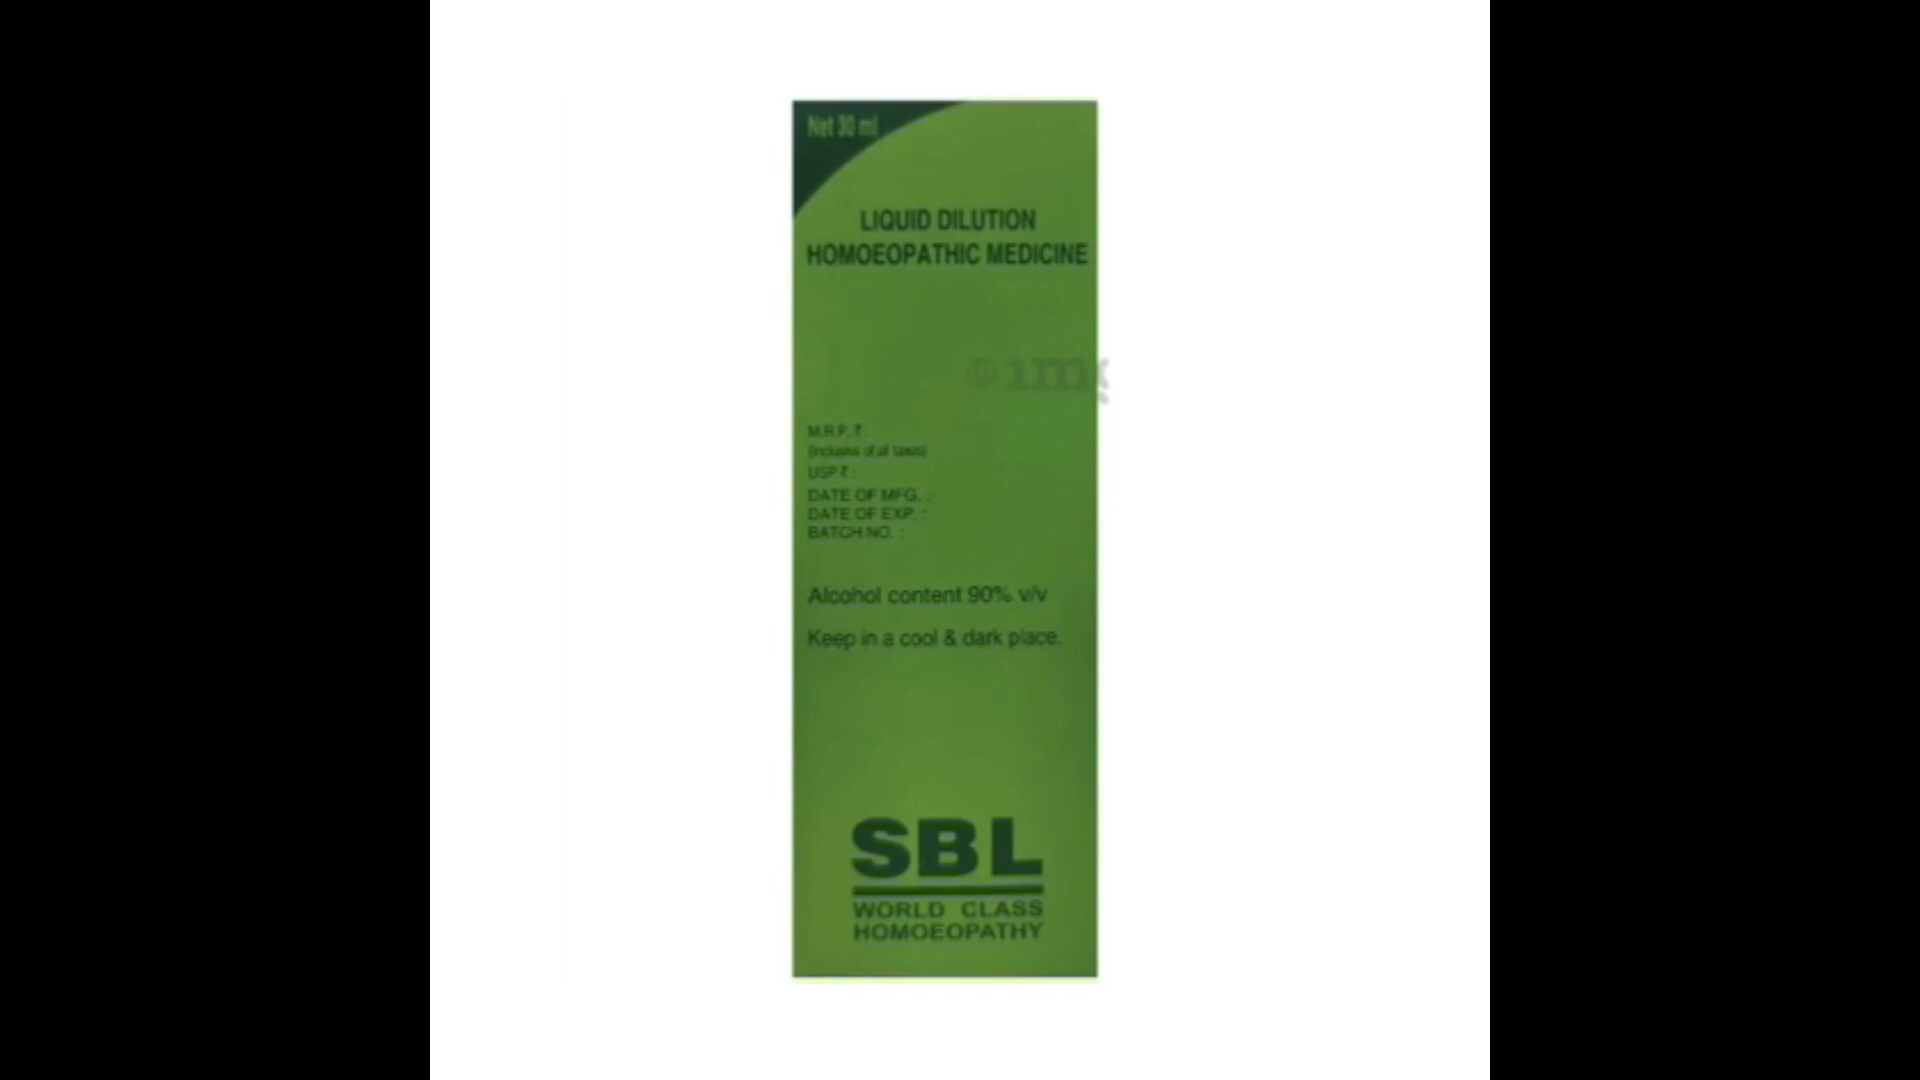 Net 30 ml
LIQUID DILUTION
HOMOEOPATHIC MEDICINE
1mg
M.R.P. ₹ :
(Inclusive of all taxes)
USP ₹ :
DATE OF MFG. :
DATE OF EXP. :
BATCH NO. :
Alcohol content 90% v/v
Keep in a cool & dark place.
SBL
WORLD CLASS
HOMOEOPATHY